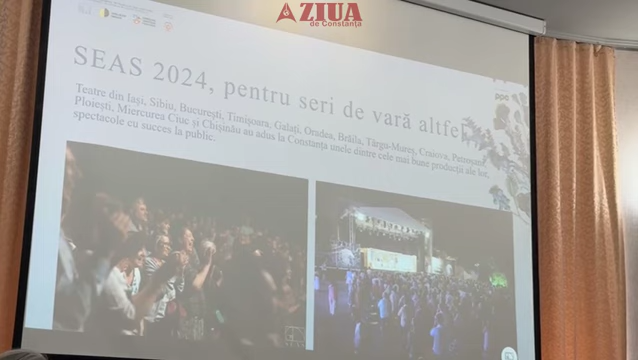 ZIUA
de Constanţa
SEAS 2024, pentru seri de vară altfel
Teatre din Iași, Sibiu, București, Timișoara, Galați, Oradea, Brăila, Târgu-Mureș, Craiova, Petroșani,
Ploiești, Miercurea Ciuc și Chișinău au adus la Constanța unele dintre cele mai bune producții ale lor,
spectacole cu succes la public.